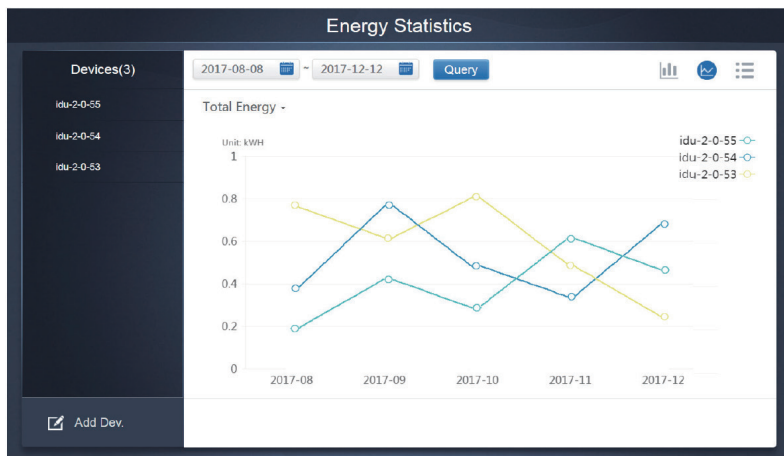 Energy Statistics
Devices(3)
idu-2-0-55
idu-2-0-54
idu-2-0-53
Add Dev.
2017-08-08 ~ 2017-12-12 Query
Total Energy
Unit: kWH
idu-2-0-55
idu-2-0-54
idu-2-0-53
1
0.8
0.6
0.4
0.2
0
2017-08 2017-09 2017-10 2017-11 2017-12